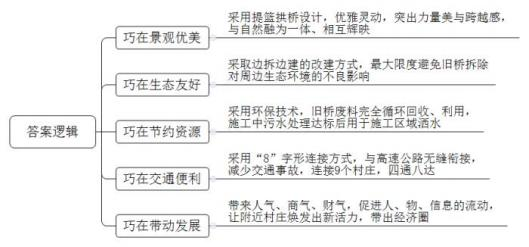 答案逻辑
巧在景观优美
采用提篮拱桥设计，优雅灵动，突出力量美与跨越感，
与自然融为一体、相互辉映
巧在生态友好
采取边拆边建的改建方式，最大限度避免旧桥拆除
对周边生态环境的不良影响
巧在节约资源
采用环保技术，旧桥废料完全循环回收、利用，
施工中污水处理达标后用于施工区域洒水
巧在交通便利
采用“8”字形连接方式，与高速公路无缝衔接，
减少交通事故，连接9个村庄，四通八达
巧在带动发展
带来人气、商气、财气，促进人、物、信息的流动，
让附近村庄焕发出新活力，带出经济圈